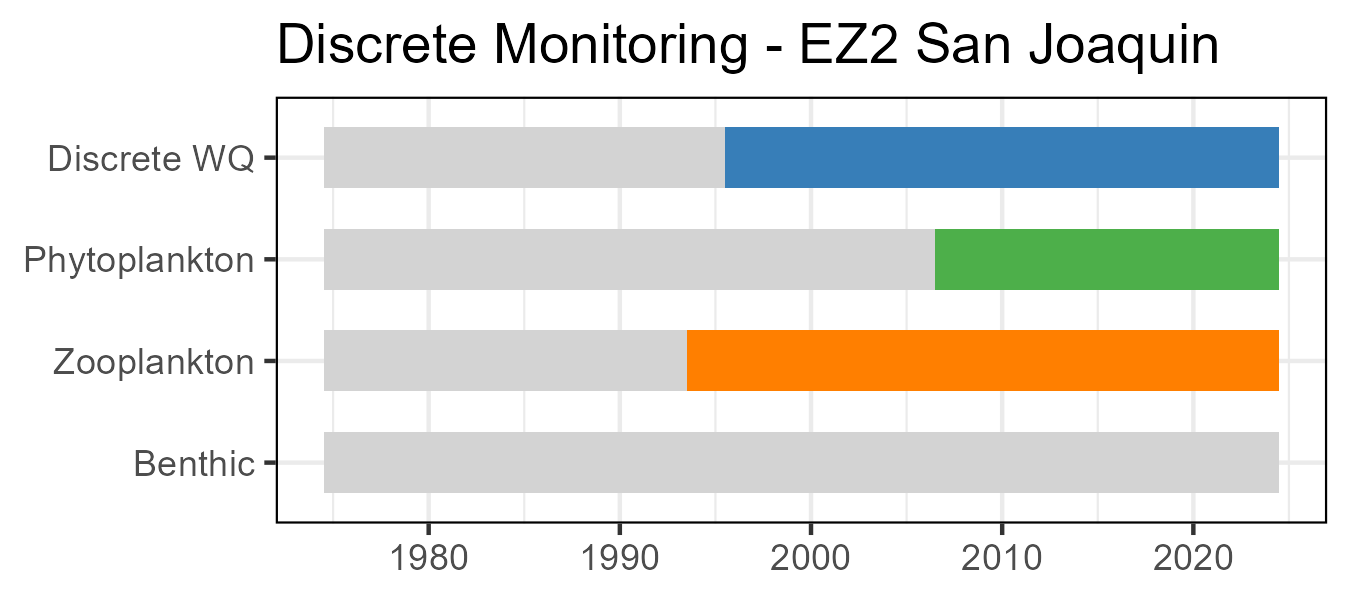 Discrete Monitoring - EZ2 San Joaquin
Discrete WQ
Phytoplankton
Zooplankton
Benthic
1980 1990 2000 2010 2020